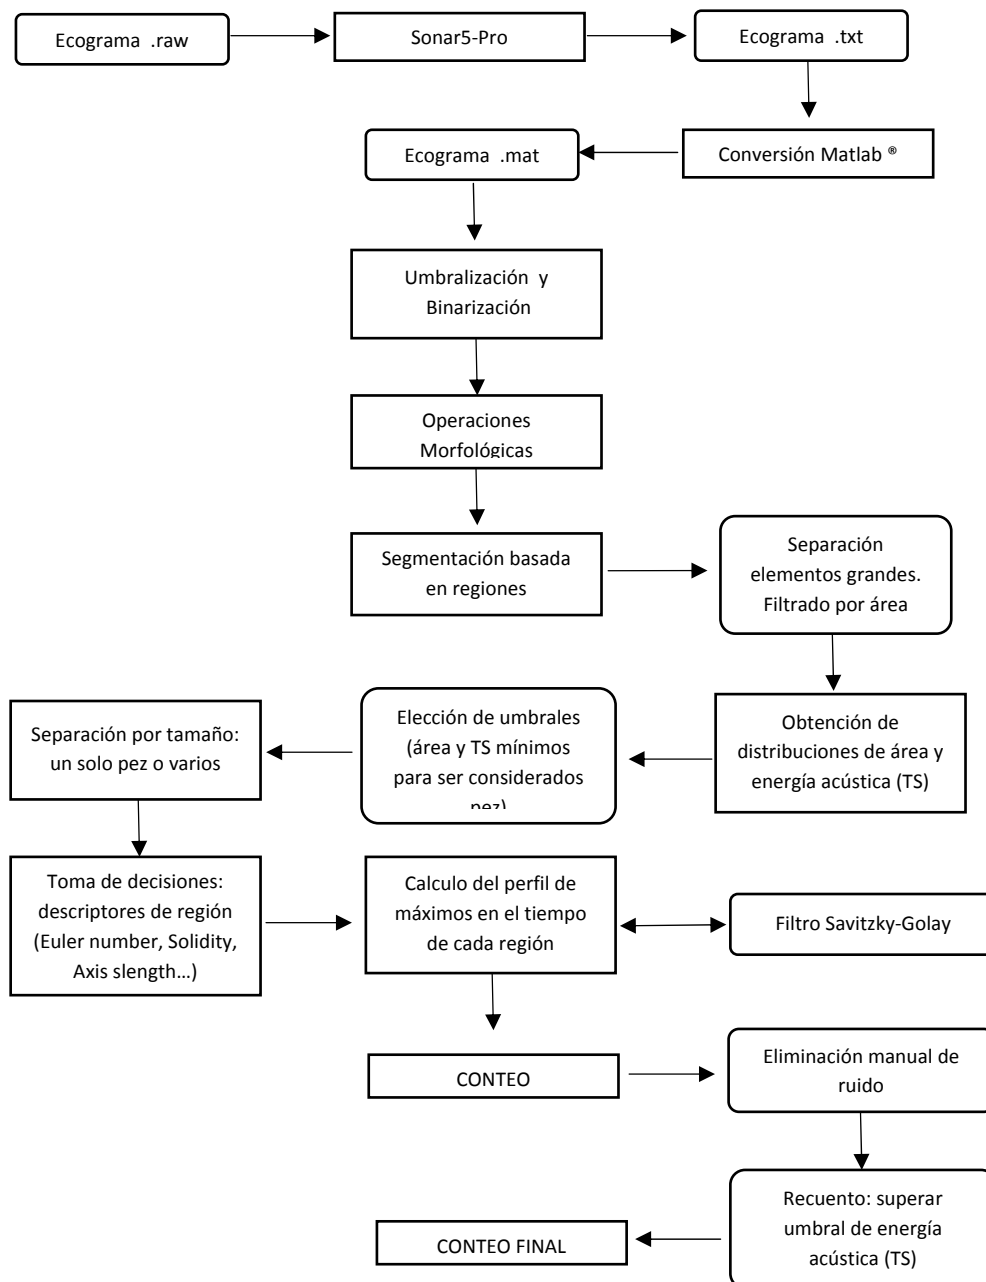 Ecograma .raw
Sonar5-Pro
Ecograma .txt
Conversión Matlab ®
Ecograma .mat
Umbralización y
Binarización
Operaciones
Morfológicas
Segmentación basada
en regiones
Separación
elementos grandes.
Filtrado por área
Obtención de
distribuciones de área y
energía acústica (TS)
Elección de umbrales
(área y TS mínimos
para ser considerados
pez)
Separación por tamaño:
un solo pez o varios
Toma de decisiones:
descriptores de región
(Euler number, Solidity,
Axis slength...)
Calculo del perfil de
máximos en el tiempo
de cada región
Filtro Savitzky-Golay
CONTEO
Eliminación manual de
ruido
Recuento: superar
umbral de energía
acústica (TS)
CONTEO FINAL